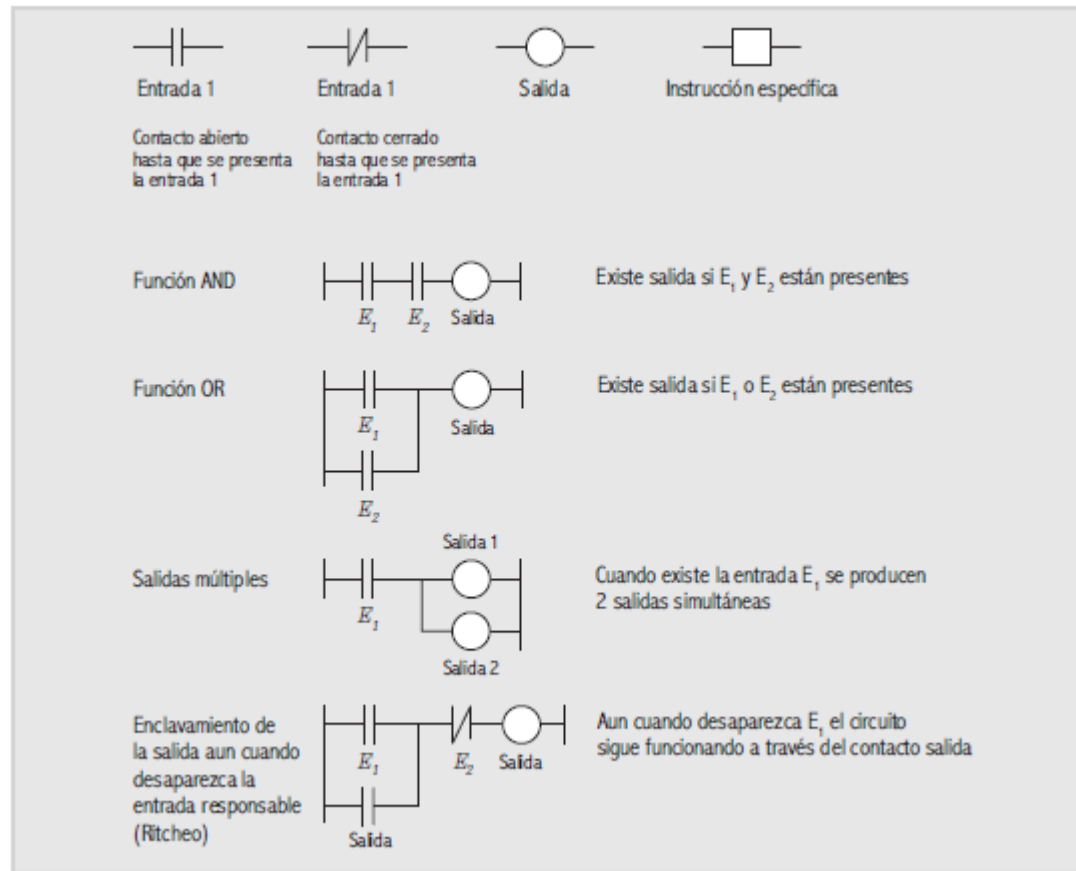 Entrada 1
Entrada 1
Salida
Instrucción específica
Contacto abierto
hasta que se presenta
la entrada 1
Contacto cerrado
hasta que se presenta
la entrada 1
Función AND
E₁ E₂ Salida
Existe salida si E₁ y E₂ están presentes
Función OR
E₁
Salida
E₂
Existe salida si E₁ o E₂ están presentes
Salidas múltiples
Salida 1
E₁
Salida 2
Cuando existe la entrada E₁ se producen
2 salidas simultáneas
Enclavamiento de
la salida aun cuando
desaparezca la
entrada responsable
(Ritcheo)
E₁ E₂ Salida
Salida
Aun cuando desaparezca E₁ el circuito
sigue funcionando a través del contacto salida